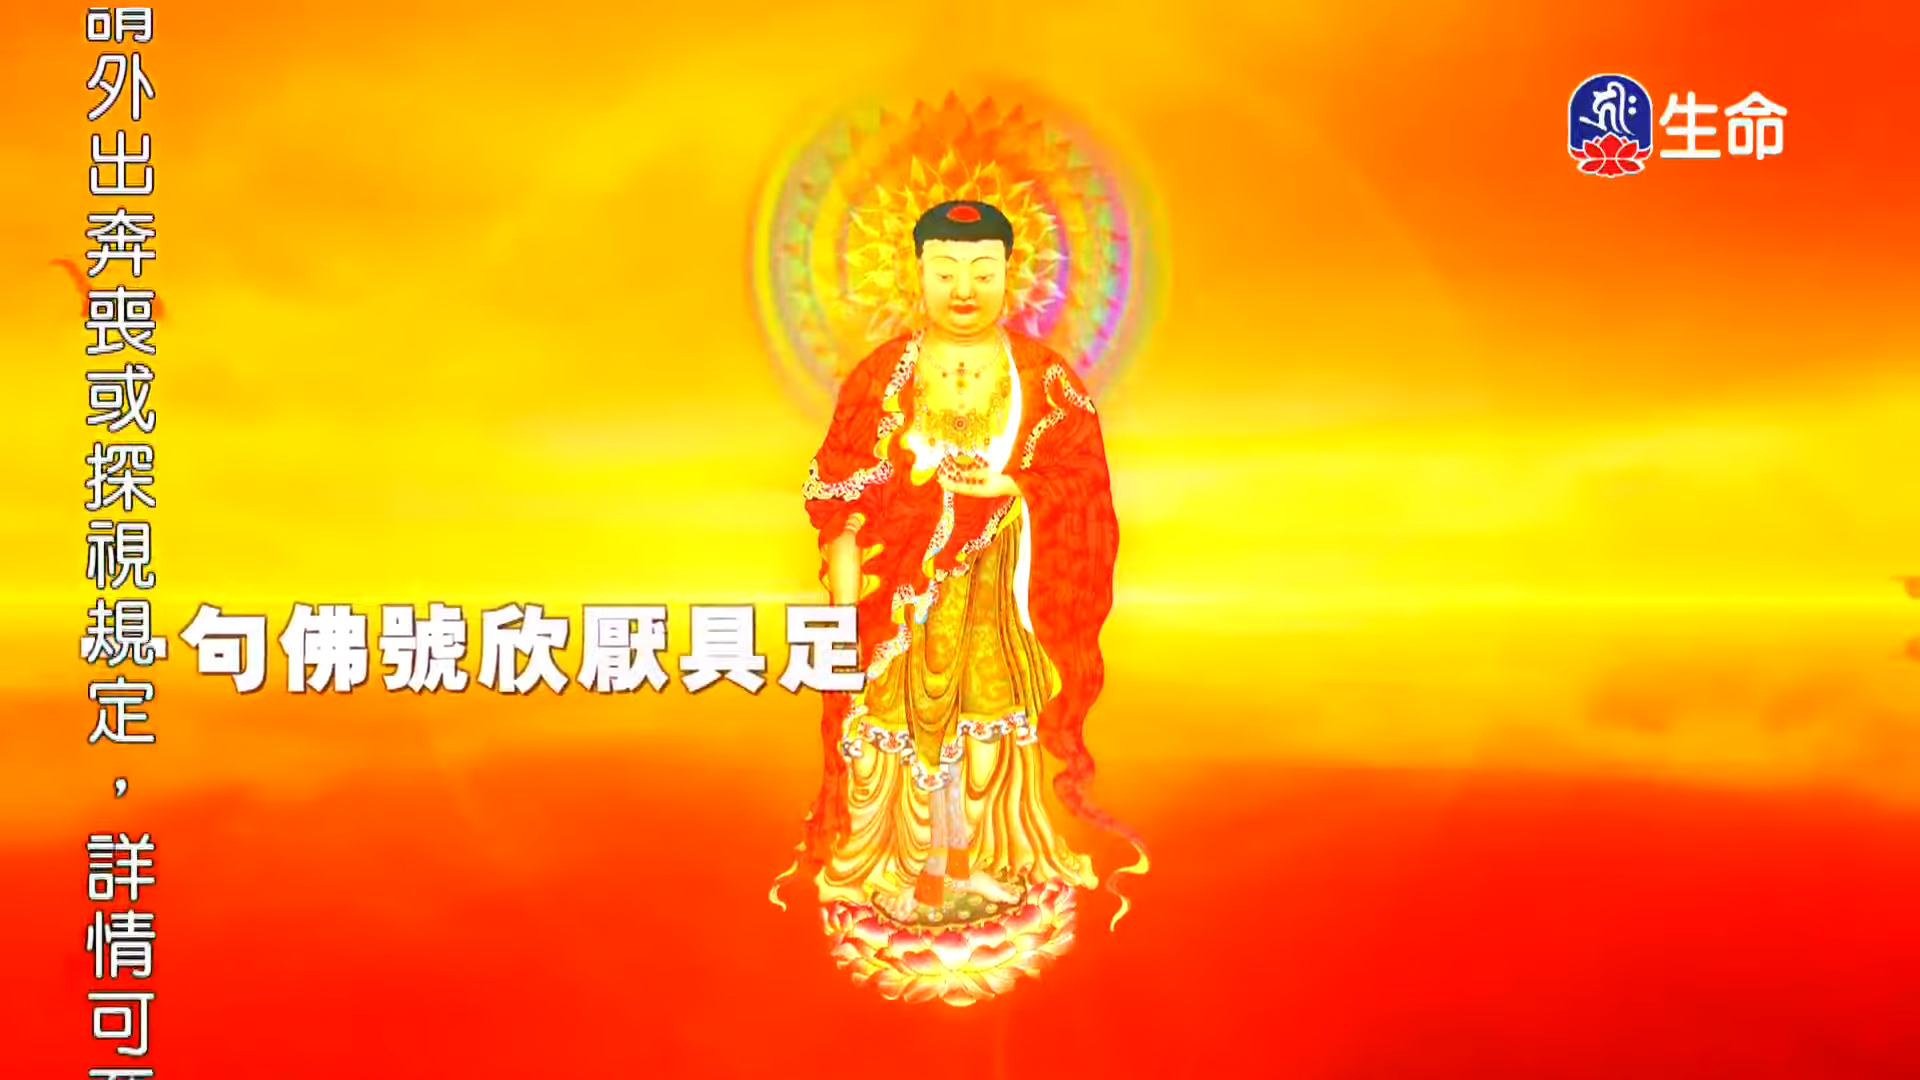 生命
外出奔喪或探視規定，詳情可
一句佛號欣厭具足